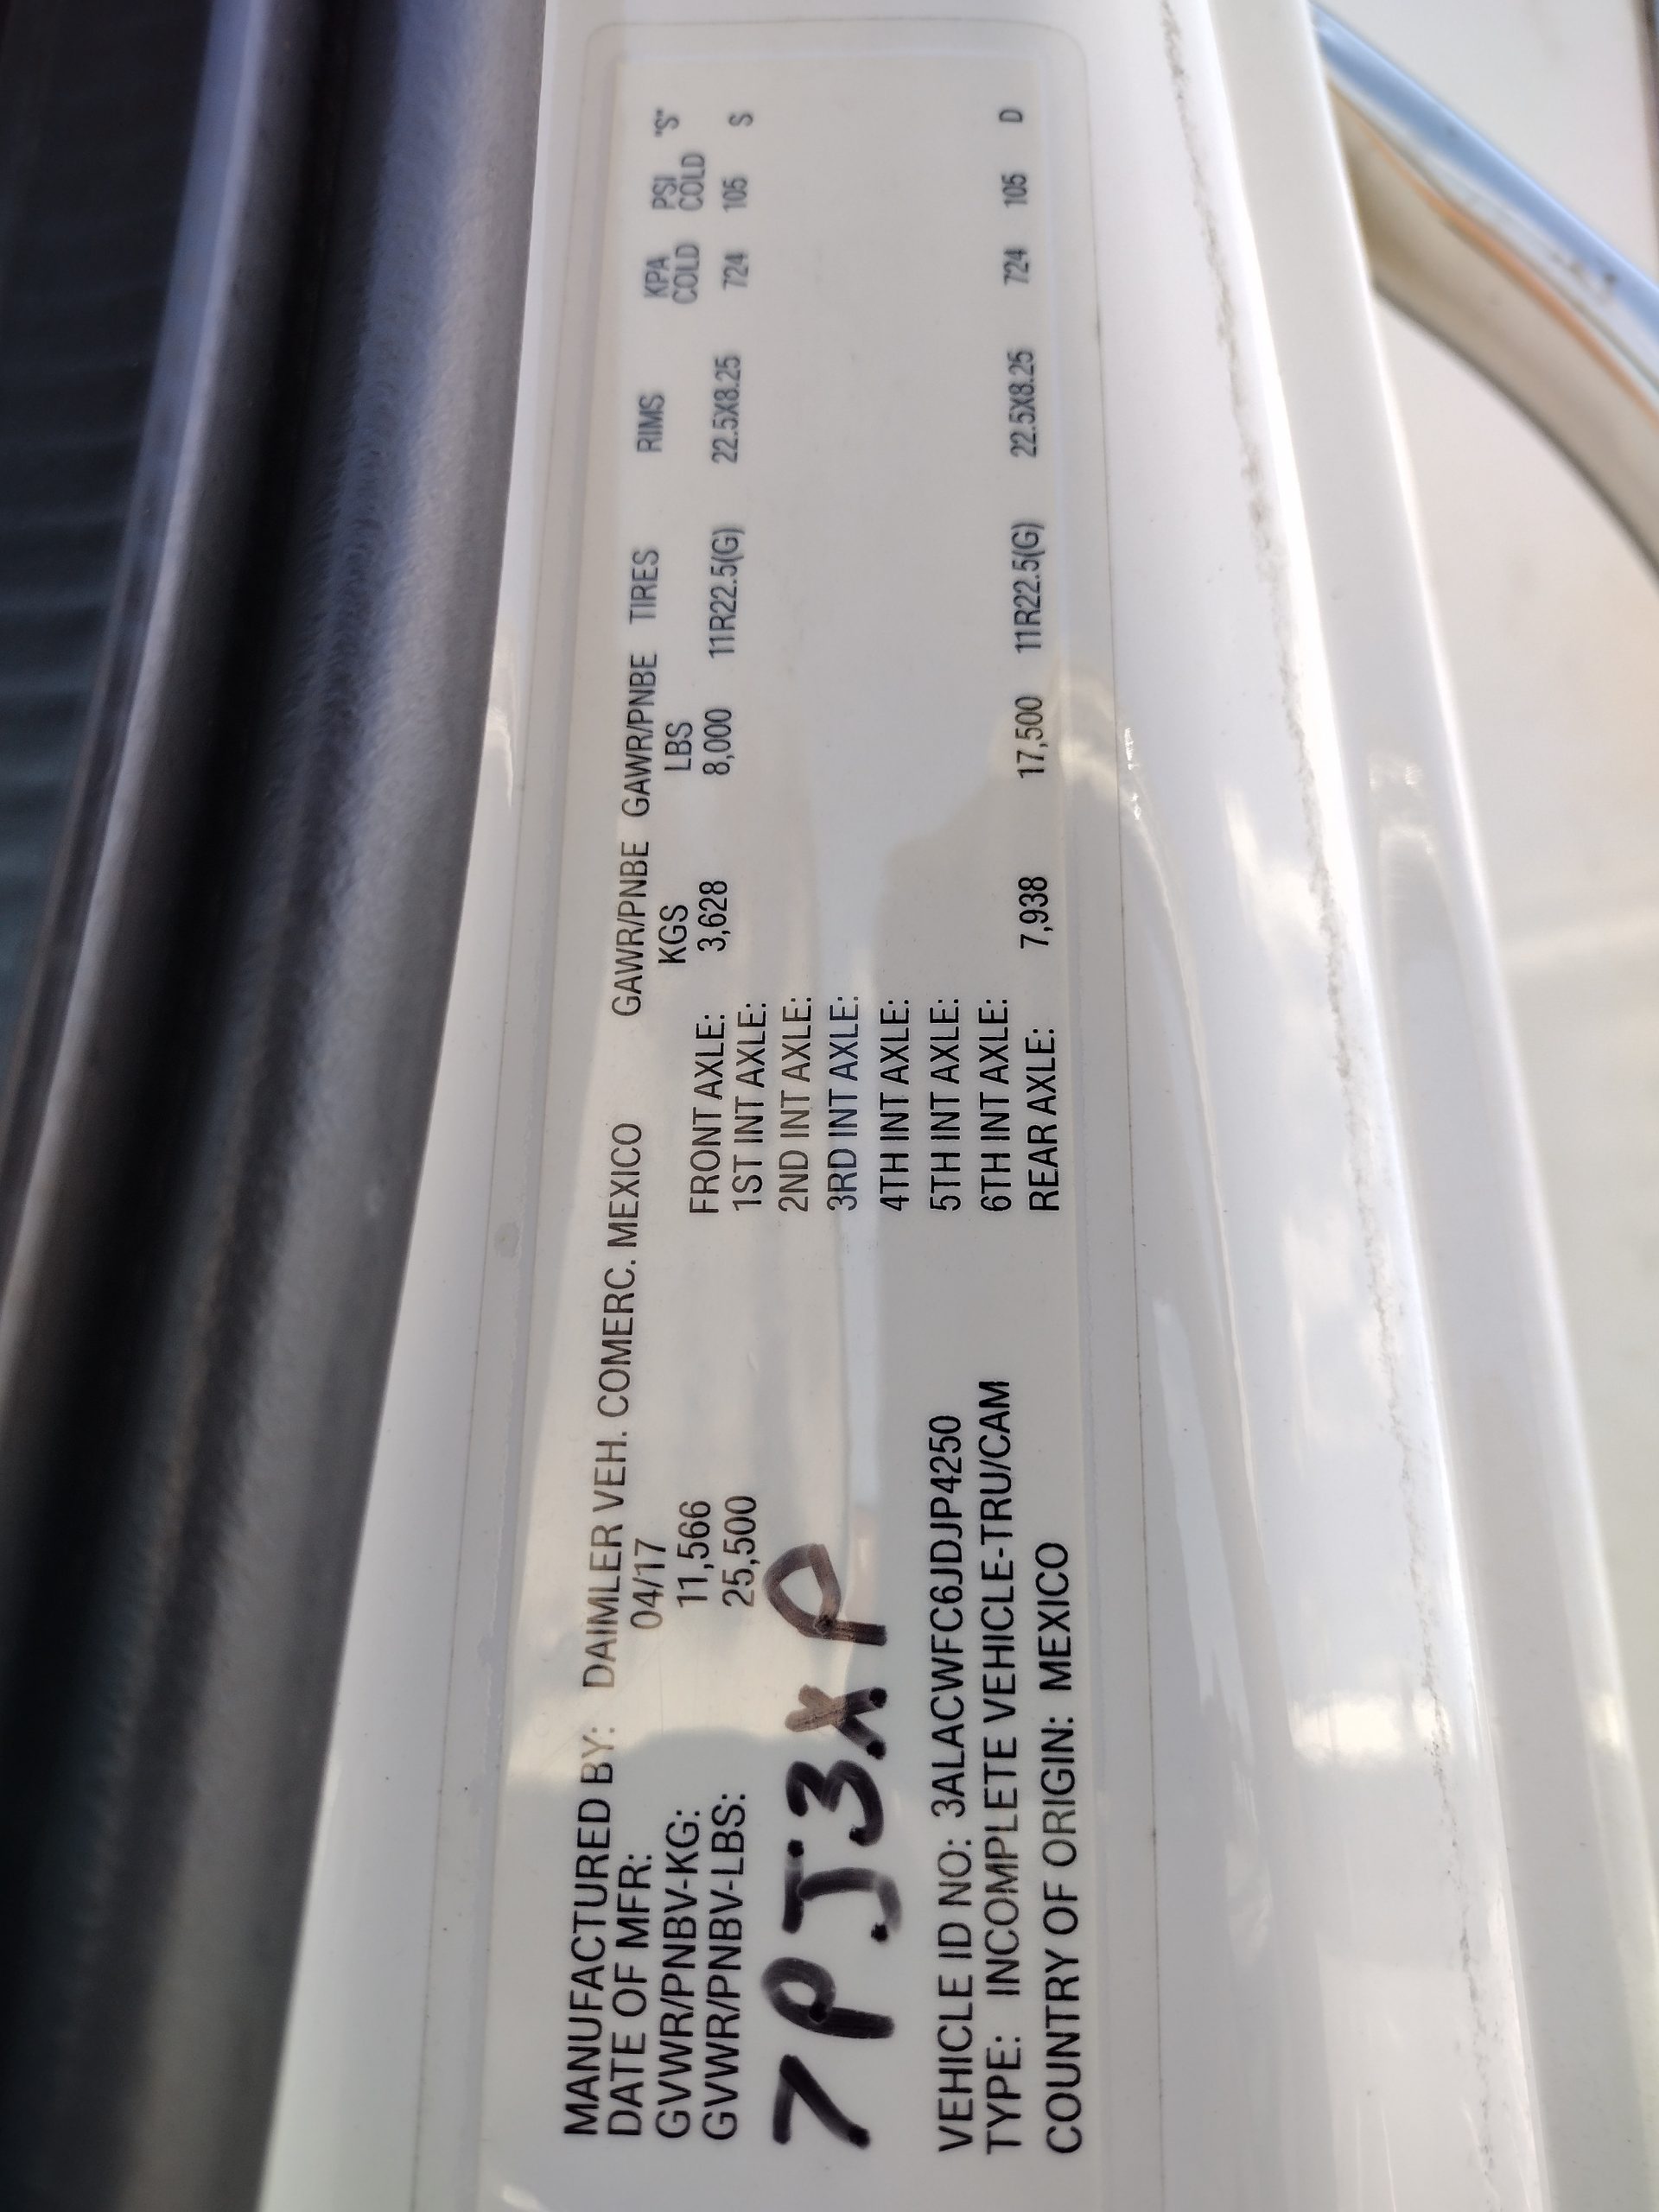 MANUFACTURED BY: DAIMLER VEH. COMERC. MEXICO
DATE OF MFR: 04/17
GVWR/PNBV-KG: 11,566
GVWR/PNBV-LBS: 25,500
7PJ3XP
VEHICLE ID NO: 3ALACWFC6JDJP4250
TYPE: INCOMPLETE VEHICLE-TRU/CAM
COUNTRY OF ORIGIN: MEXICO
GAWR/PNBE GAWR/PNBE TIRES RIMS KPA PSI "S"
KGS LBS COLD COLD
FRONT AXLE: 3,628 8,000 11R22.5(G) 22.5X8.25 724 105 S
1ST INT AXLE:
2ND INT AXLE:
3RD INT AXLE:
4TH INT AXLE:
5TH INT AXLE:
6TH INT AXLE:
REAR AXLE: 7,938 17,500 11R22.5(G) 22.5X8.25 724 105 D